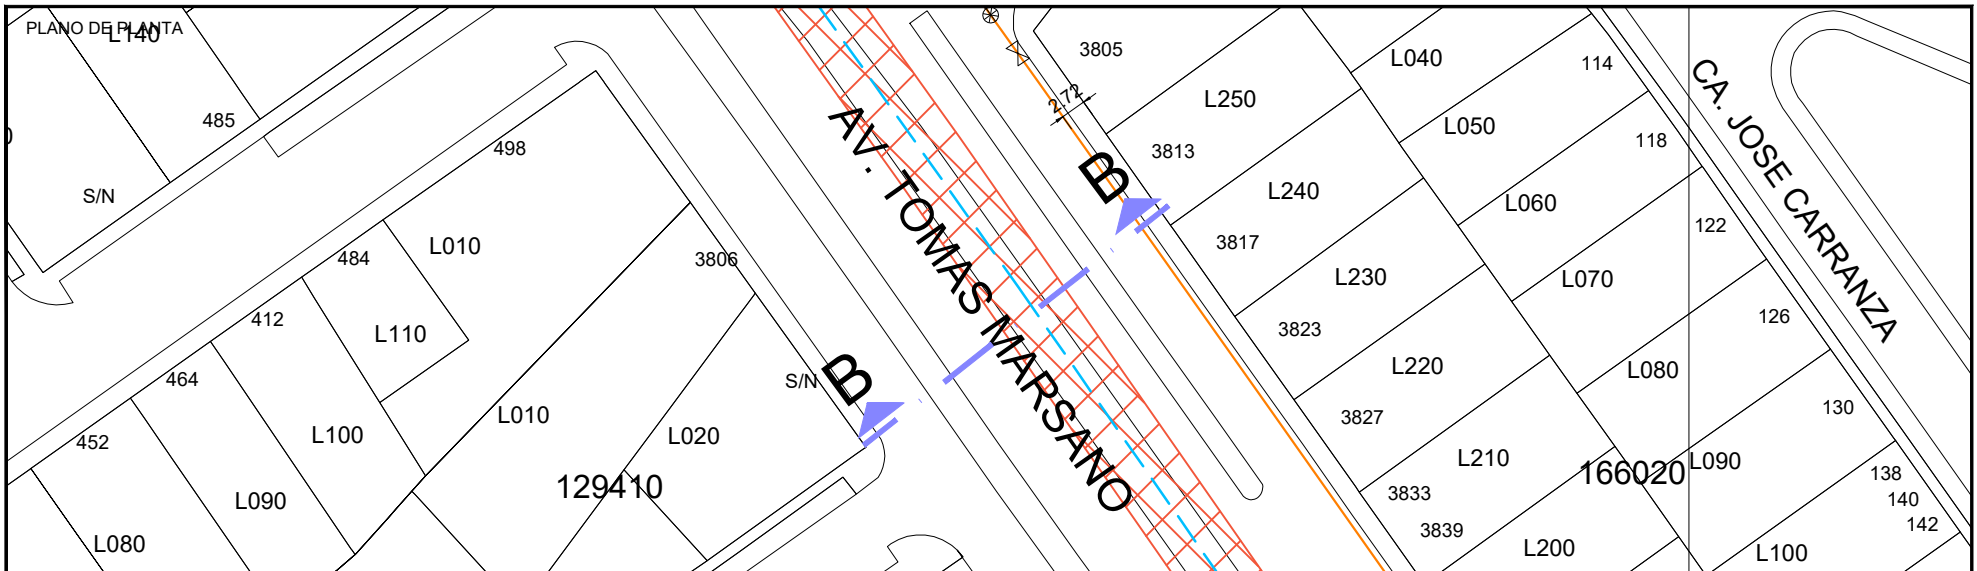 PLANO DE PLANTA
L140
3805
L040
114
CA. JOSE CARRANZA
2.72
L250
485
AV. TOMAS MARSANO
L050
118
498
3813
B
S/N
L240
L060
122
L010
3817
484
3806
L230
L070
412
L110
3823
126
464
S/N
B
L220
L080
L010
3827
130
452
L100
L020
L210
166020
L090
138
129410
3833
140
L090
3839
142
L080
L200
L100